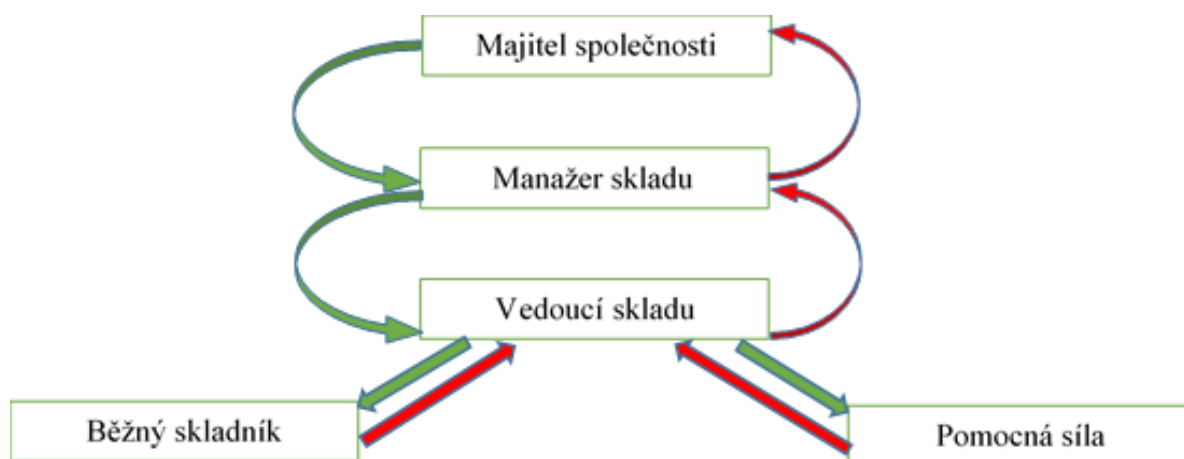 Majitel společnosti
Manažer skladu
Vedoucí skladu
Běžný skladník
Pomocná síla